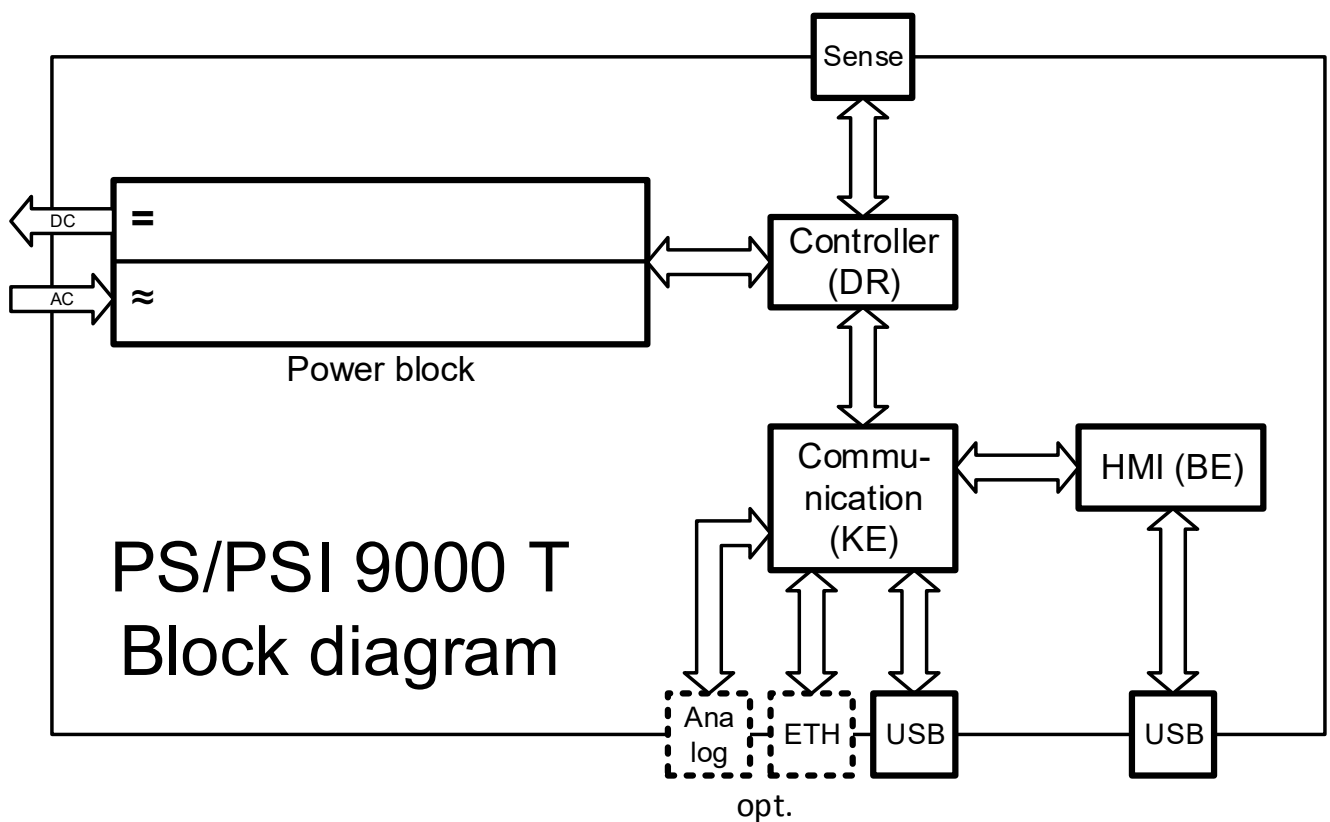 Sense
DC
=
Controller
(DR)
AC
≈
Power block
Commu-
nication
(KE)
HMI (BE)
PS/PSI 9000 T
Block diagram
Ana
log
ETH
USB
USB
opt.